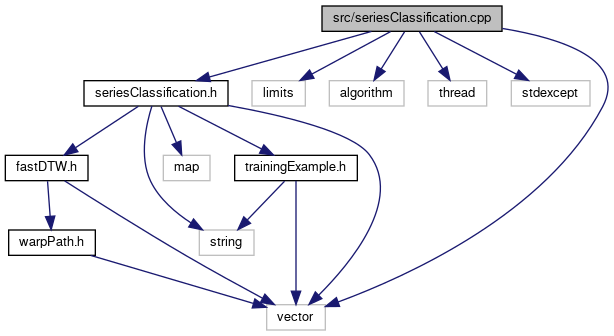 src/seriesClassification.cpp
seriesClassification.h
limits
algorithm
thread
stdexcept
fastDTW.h
map
trainingExample.h
warpPath.h
string
vector